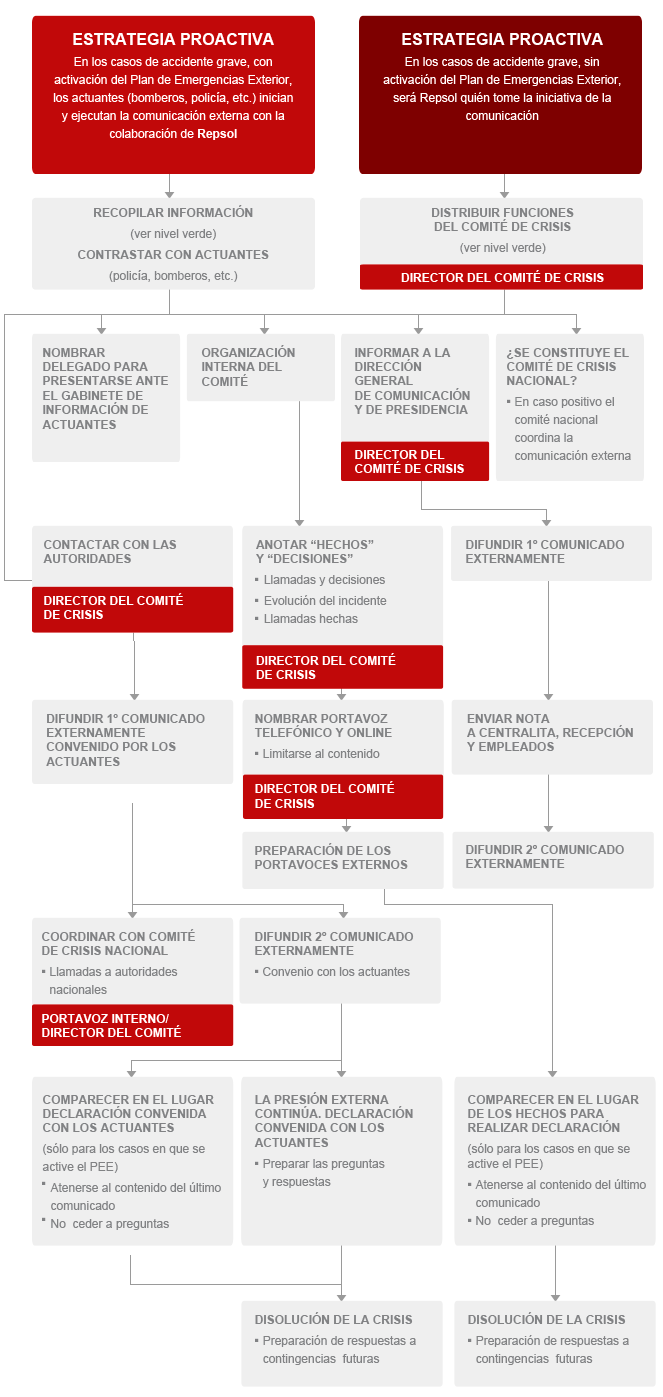 ESTRATEGIA PROACTIVA
En los casos de accidente grave, con
activación del Plan de Emergencias Exterior,
los actuantes (bomberos, policía, etc.) inician
y ejecutan la comunicación externa con la
colaboración de Repsol
ESTRATEGIA PROACTIVA
En los casos de accidente grave, sin
activación del Plan de Emergencias Exterior,
será Repsol quién tome la iniciativa de la
comunicación
RECOPILAR INFORMACIÓN
(ver nivel verde)
CONTRASTAR CON ACTUANTES
(policía, bomberos, etc.)
DISTRIBUIR FUNCIONES
DEL COMITÉ DE CRISIS
(ver nivel verde)
DIRECTOR DEL COMITÉ DE CRISIS
NOMBRAR
DELEGADO PARA
PRESENTARSE ANTE
EL GABINETE DE
INFORMACIÓN DE
ACTUANTES
ORGANIZACIÓN
INTERNA DEL
COMITÉ
INFORMAR A LA
DIRECCIÓN
GENERAL
DE COMUNICACIÓN
Y DE PRESIDENCIA
DIRECTOR DEL
COMITÉ DE CRISIS
¿SE CONSTITUYE EL
COMITÉ DE CRISIS
NACIONAL?
▪ En caso positivo el
comité nacional
coordina la
comunicación externa
CONTACTAR CON LAS
AUTORIDADES
DIRECTOR DEL COMITÉ
DE CRISIS
ANOTAR “HECHOS”
Y “DECISIONES”
▪ Llamadas y decisiones
▪ Evolución del incidente
▪ Llamadas hechas
DIRECTOR DEL COMITÉ
DE CRISIS
DIFUNDIR 1º COMUNICADO
EXTERNAMENTE
DIFUNDIR 1º COMUNICADO
EXTERNAMENTE
CONVENIDO POR LOS
ACTUANTES
NOMBRAR PORTAVOZ
TELEFÓNICO Y ONLINE
▪ Limitarse al contenido
DIRECTOR DEL COMITÉ
DE CRISIS
ENVIAR NOTA
A CENTRALITA, RECEPCIÓN
Y EMPLEADOS
PREPARACIÓN DE LOS
PORTAVOCES EXTERNOS
DIFUNDIR 2º COMUNICADO
EXTERNAMENTE
COORDINAR CON COMITÉ
DE CRISIS NACIONAL
▪ Llamadas a autoridades
nacionales
PORTAVOZ INTERNO/
DIRECTOR DEL COMITÉ
DIFUNDIR 2º COMUNICADO
EXTERNAMENTE
▪ Convenio con los actuantes
COMPARECER EN EL LUGAR
DECLARACIÓN CONVENIDA
CON LOS ACTUANTES
(sólo para los casos en que se
active el PEE)
▪ Atenerse al contenido del último
comunicado
▪ No ceder a preguntas
LA PRESIÓN EXTERNA
CONTINÚA. DECLARACIÓN
CONVENIDA CON LOS
ACTUANTES
▪ Preparar las preguntas
y respuestas
COMPARECER EN EL LUGAR
DE LOS HECHOS PARA
REALIZAR DECLARACIÓN
(sólo para los casos en que se
active el PEE)
▪ Atenerse al contenido del último
comunicado
▪ No ceder a preguntas
DISOLUCIÓN DE LA CRISIS
▪ Preparación de respuestas a
contingencias futuras
DISOLUCIÓN DE LA CRISIS
▪ Preparación de respuestas a
contingencias futuras